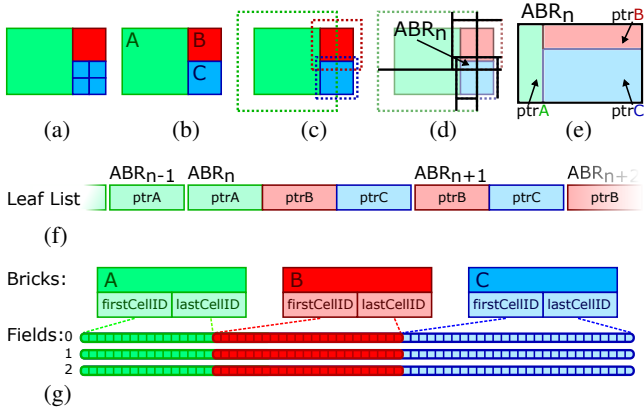 A B C
ABRn
ABRn ptrB
ptrA ptrC
(a) (b) (c) (d) (e)
ABRn-1 ABRn ABRn+1 ABRn+2
Leaf List ptrA ptrA ptrB ptrC ptrB ptrC ptrB
(f)
Bricks: A B C
firstCellID lastCellID firstCellID lastCellID firstCellID lastCellID
Fields: 0
1
2
(g)